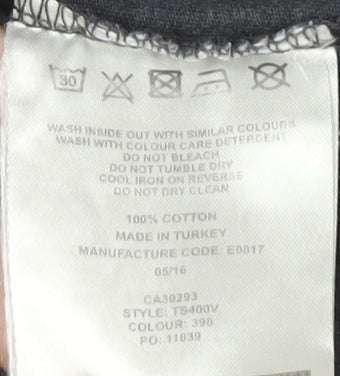 30
WASH INSIDE OUT WITH SIMILAR COLOURS
WASH WITH COLOUR CARE DETERGENT
DO NOT BLEACH
DO NOT TUMBLE DRY
COOL IRON ON REVERSE
DO NOT DRY CLEAN
100% COTTON
MADE IN TURKEY
MANUFACTURE CODE: E0017
05/16
CA30293
STYLE: TS400V
COLOUR: 398
PO: 11039